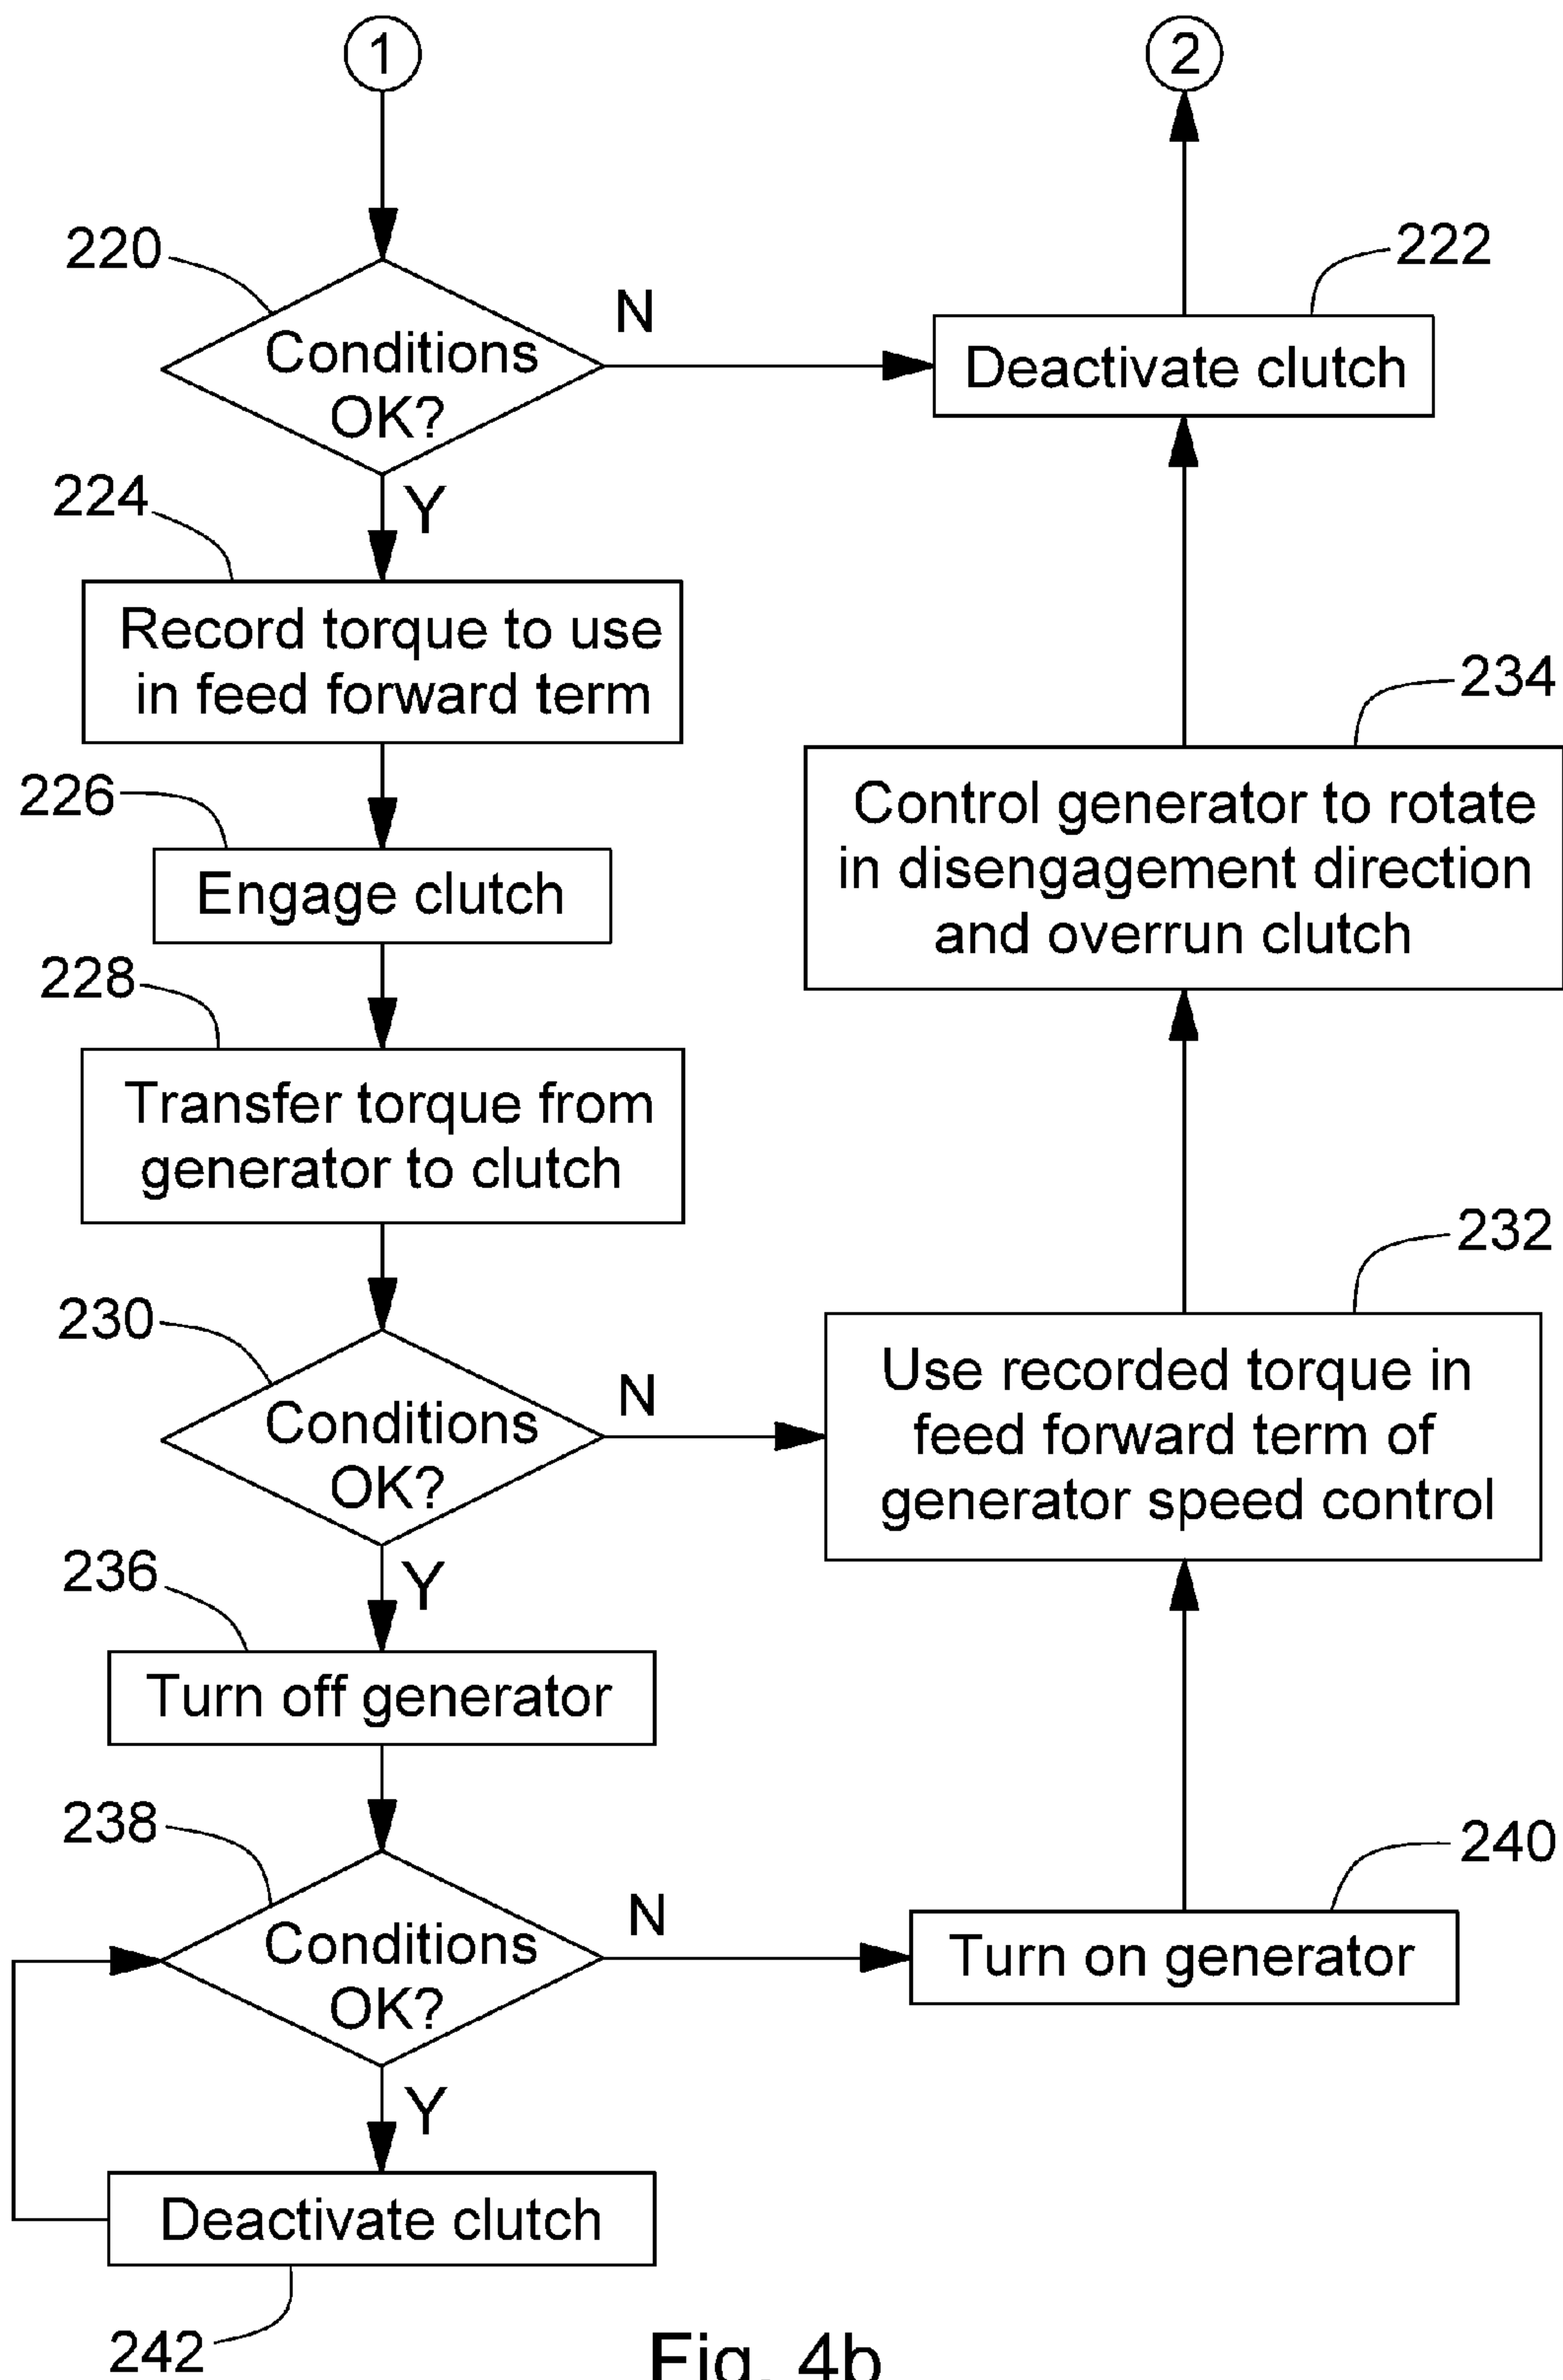 1
2
220
222
Conditions
OK?
N
Deactivate clutch
Y
224
Record torque to use
in feed forward term
234
226
Control generator to rotate
in disengagement direction
and overrun clutch
Engage clutch
228
Transfer torque from
generator to clutch
232
230
Conditions
OK?
N
Use recorded torque in
feed forward term of
generator speed control
Y
236
Turn off generator
238
240
Conditions
OK?
N
Turn on generator
Y
Deactivate clutch
242
Fig. 4b